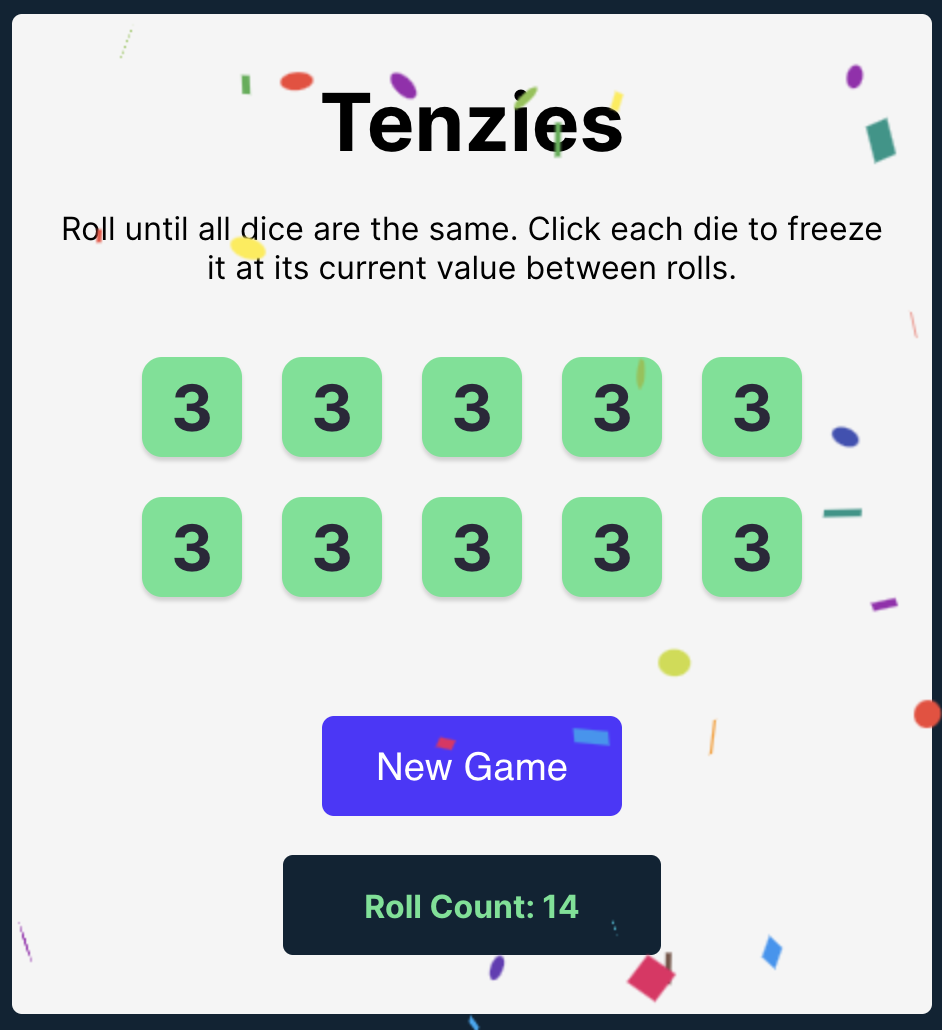 Tenzies
Roll until all dice are the same. Click each die to freeze
it at its current value between rolls.
3 3 3 3 3
3 3 3 3 3
New Game
Roll Count: 14